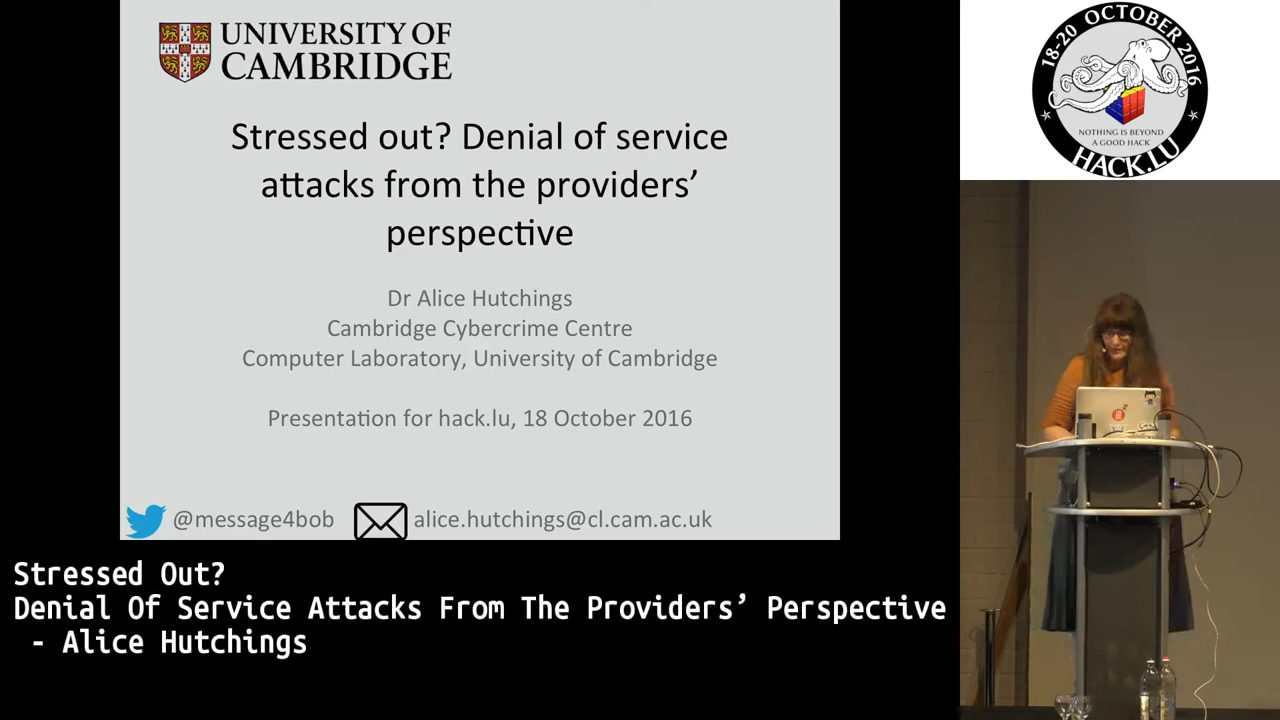 UNIVERSITY OF
CAMBRIDGE
Stressed out? Denial of service
attacks from the providers’
perspective
Dr Alice Hutchings
Cambridge Cybercrime Centre
Computer Laboratory, University of Cambridge
Presentation for hack.lu, 18 October 2016
@message4bob
alice.hutchings@cl.cam.ac.uk
18-20 OCTOBER 2016
NOTHING IS BEYOND
A GOOD HACK
HACK.LU
Stressed Out?
Denial Of Service Attacks From The Providers’ Perspective
- Alice Hutchings